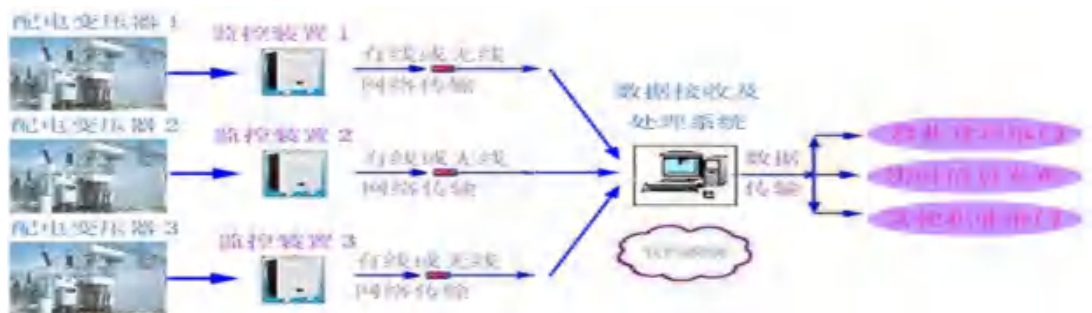 配电变压器 1
监控装置 1
有线或无线
网络传输
配电变压器 2
监控装置 2
有线或无线
网络传输
配电变压器 3
监控装置 3
有线或无线
网络传输
数据接收及
处理系统
数据
传输